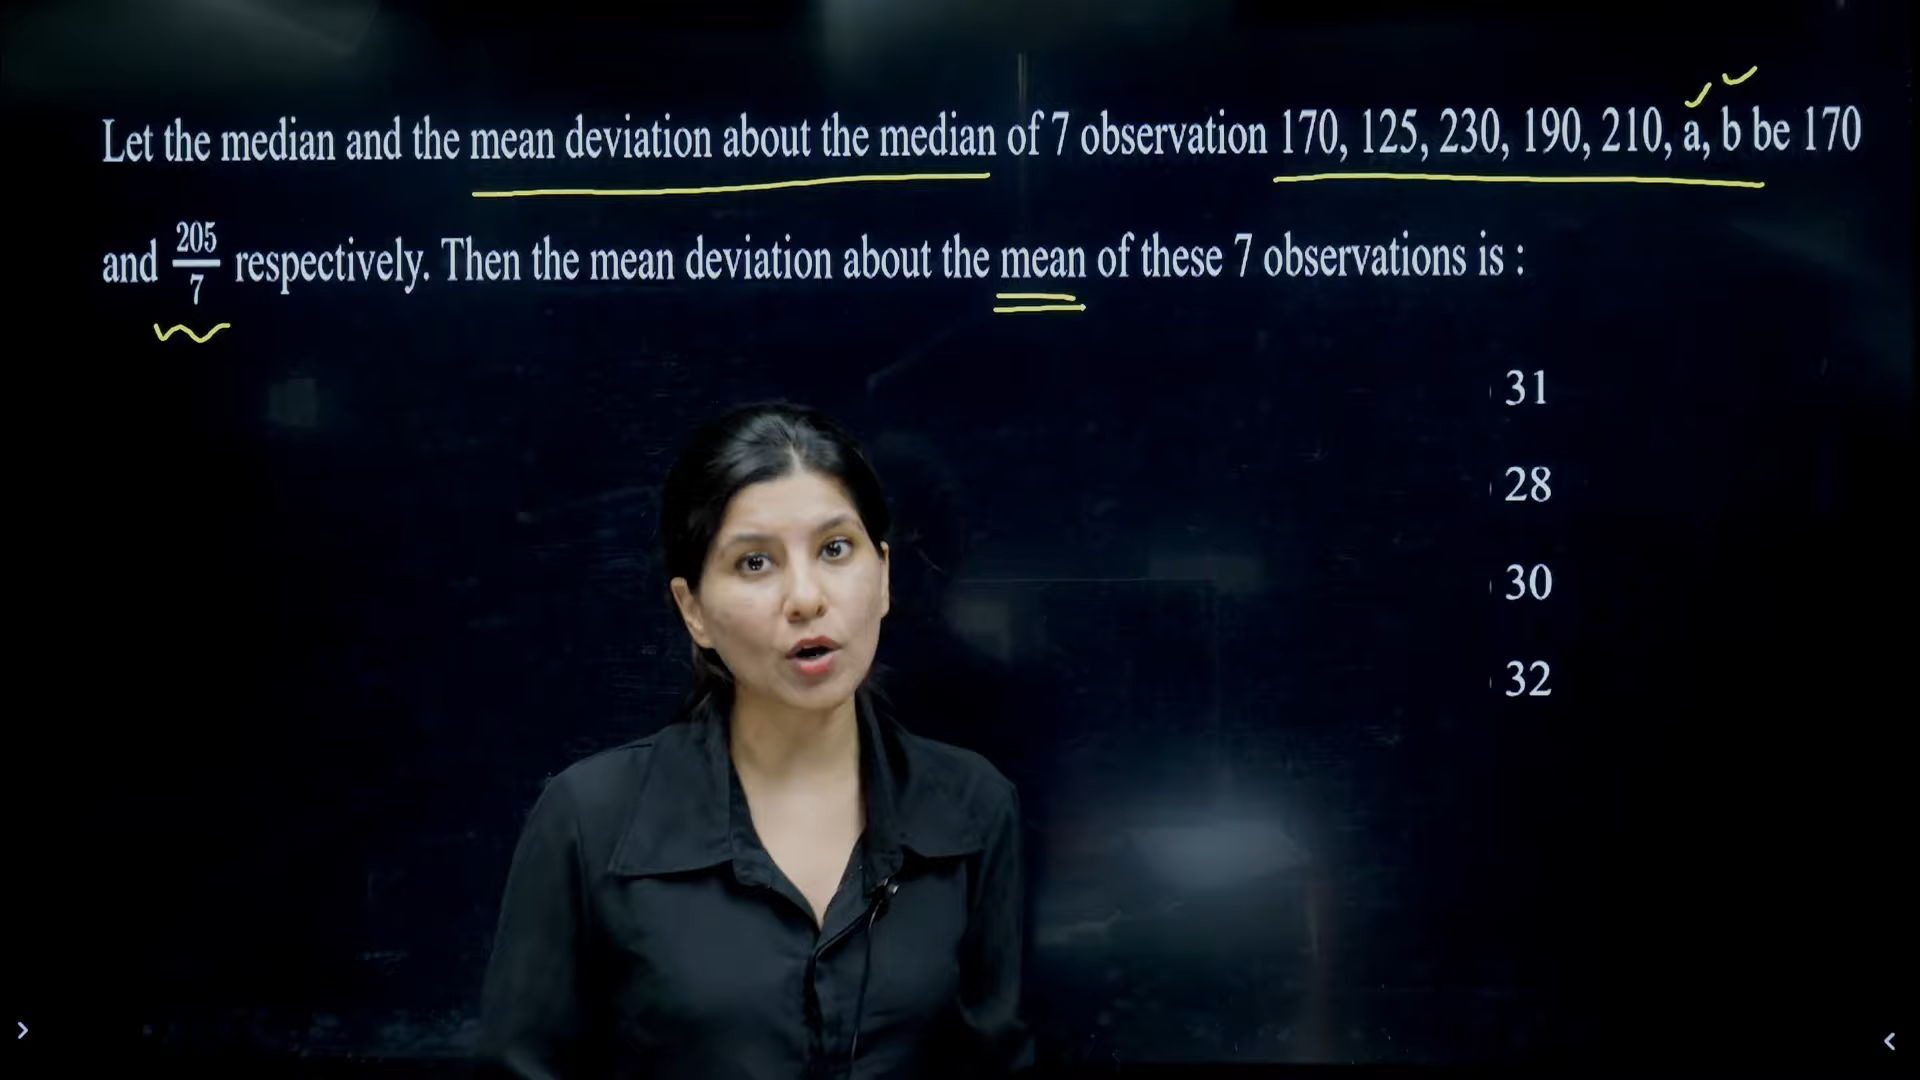 Let the median and the mean deviation about the median of 7 observation 170, 125, 230, 190, 210, a, b be 170
and 205/7 respectively. Then the mean deviation about the mean of these 7 observations is :
31
28
30
32